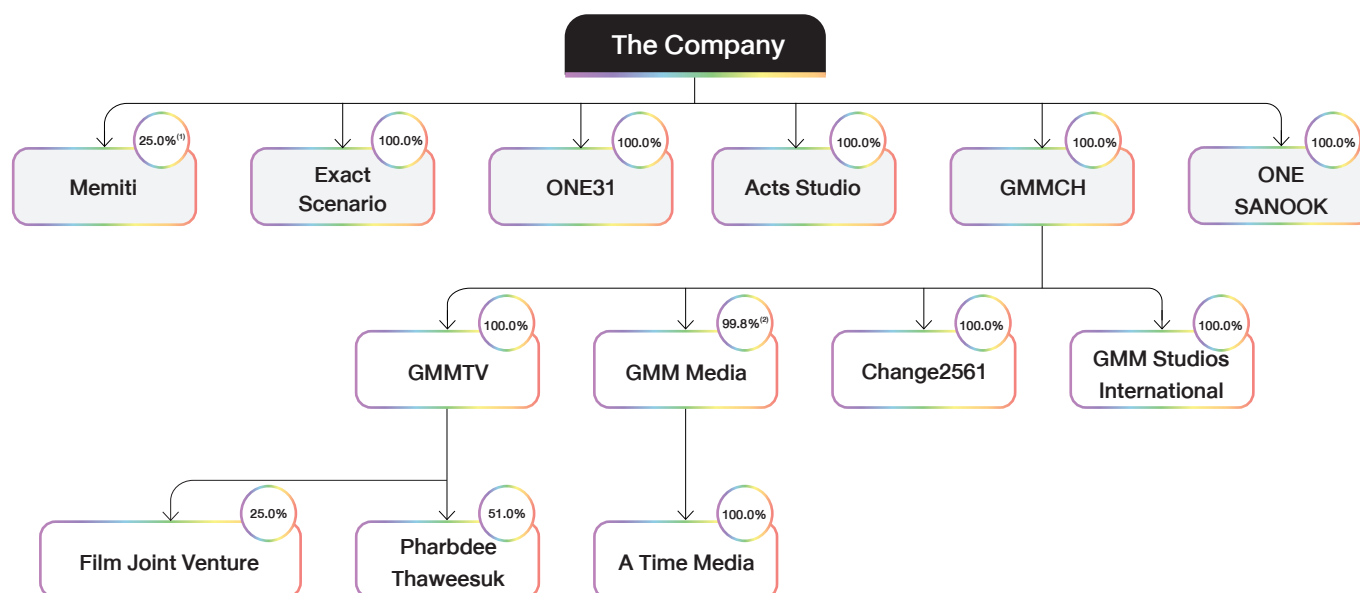 The Company
25.0%(1)
100.0%
100.0%
100.0%
100.0%
100.0%
Memiti
Exact
Scenario
ONE31
Acts Studio
GMMCH
ONE
SANOOK
100.0%
99.8%(2)
100.0%
100.0%
GMMTV
GMM Media
Change2561
GMM Studios
International
25.0%
51.0%
100.0%
Film Joint Venture
Pharbdee
Thaweesuk
A Time Media